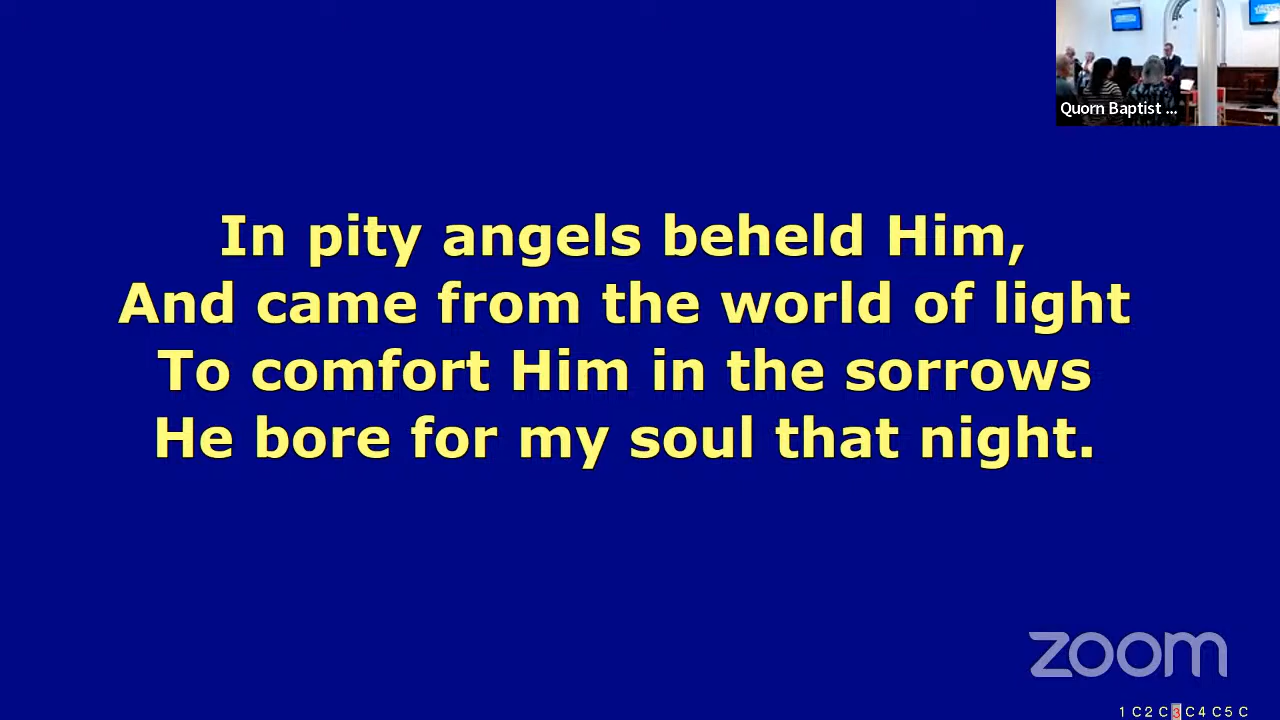 Quorn Baptist ...
In pity angels beheld Him,
And came from the world of light
To comfort Him in the sorrows
He bore for my soul that night.
zoom
1 C 2 C 3 C 4 C 5 C